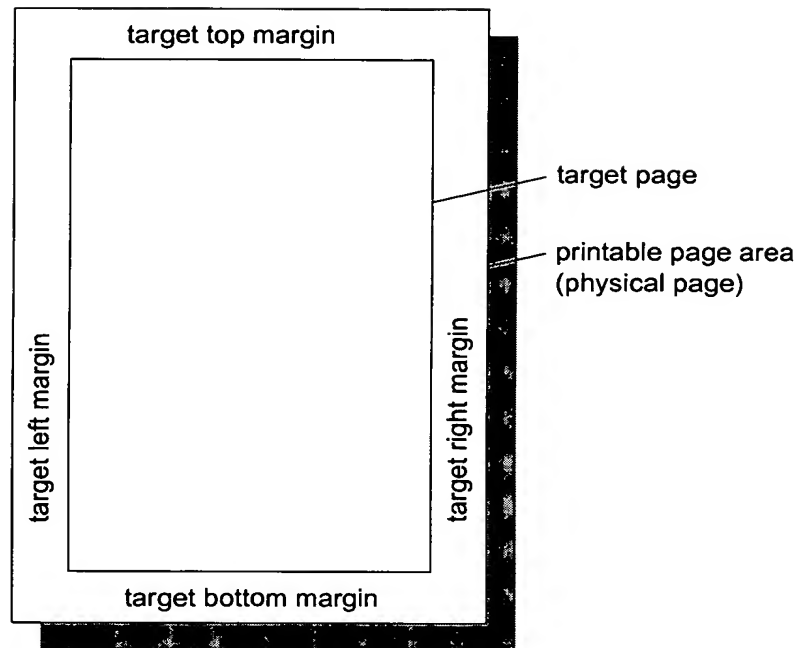 target top margin
target page
printable page area
(physical page)
target left margin
target right margin
target bottom margin